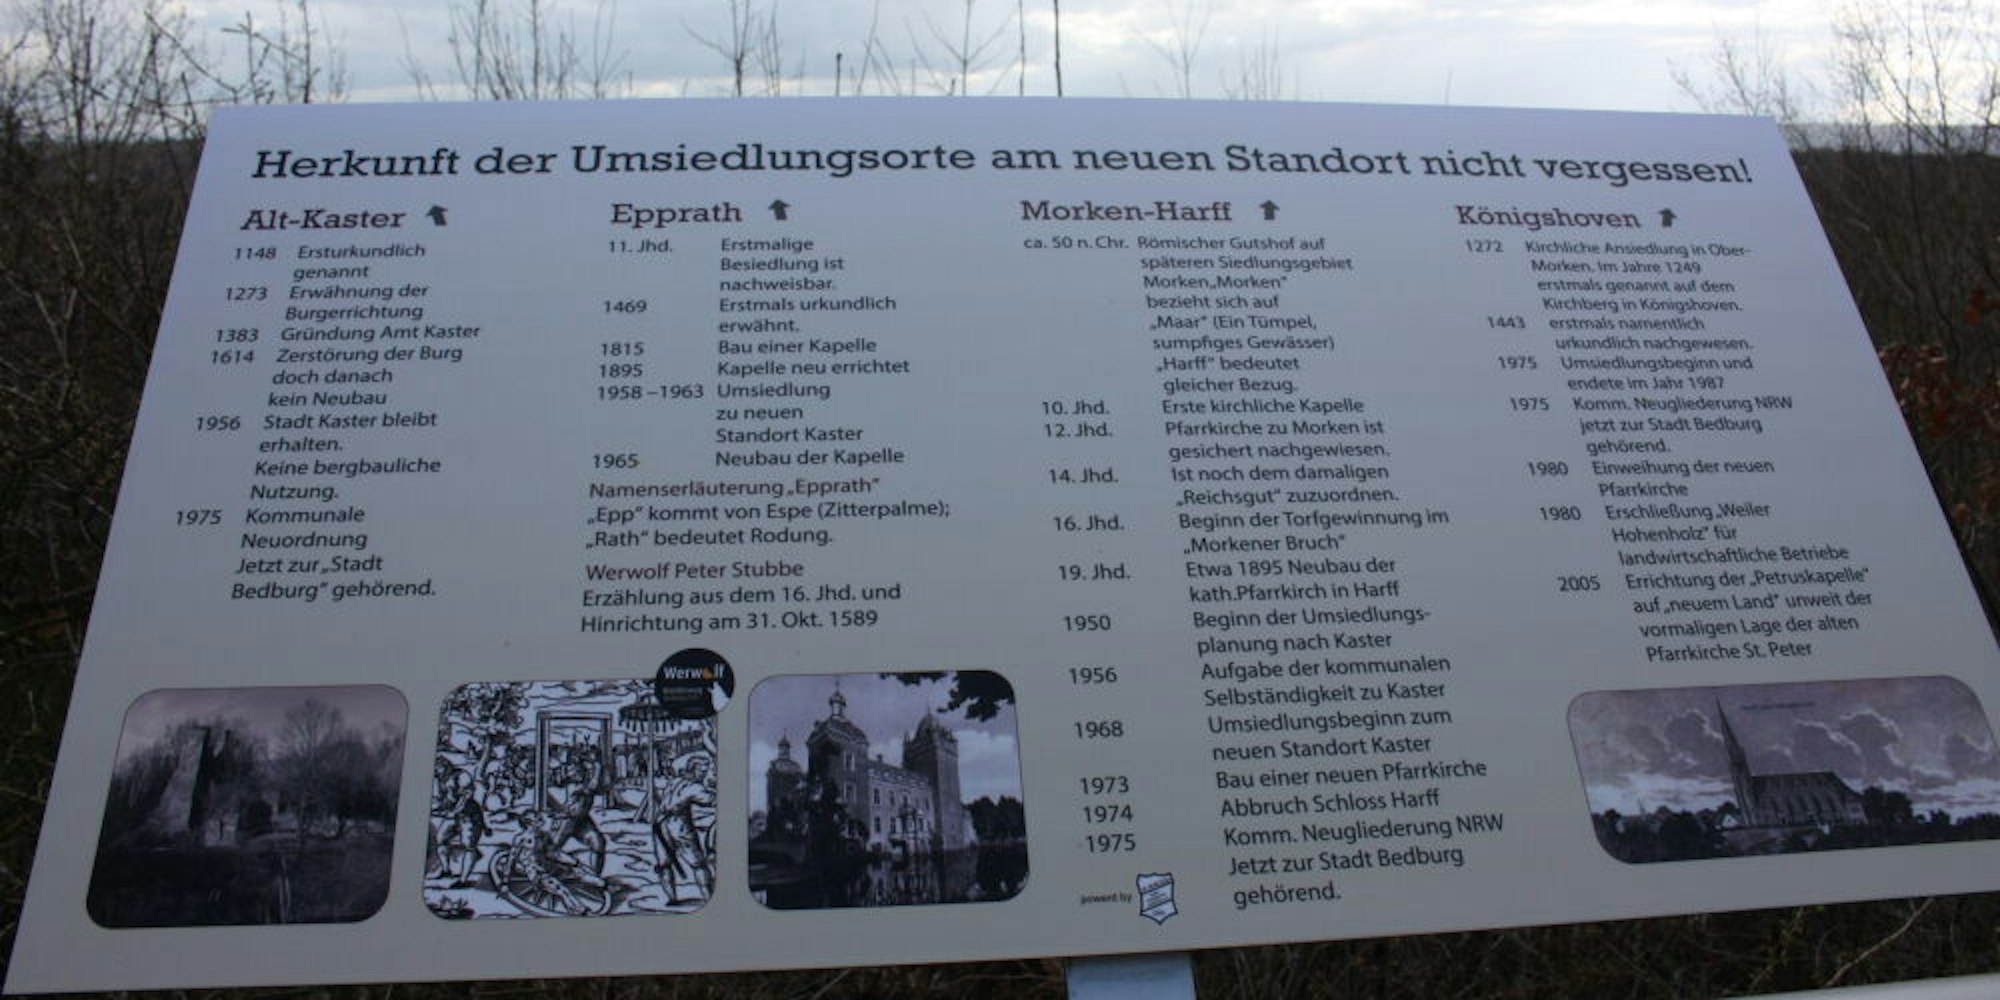 Herkunft der Umsiedlungsorte am neuen Standort nicht vergessen!
Alt-Kaster
1148 Ersturkundlich
genannt
1273 Erwähnung der
Burgerrichtung
1383 Gründung Amt Kaster
1614 Zerstörung der Burg
doch danach
kein Neubau
1956 Stadt Kaster bleibt
erhalten.
Keine bergbauliche
Nutzung.
1975 Kommunale
Neuordnung
Jetzt zur „Stadt
Bedburg" gehörend.
Epprath
11. Jhd. Erstmalige
Besiedlung ist
nachweisbar.
1469 Erstmals urkundlich
erwähnt.
1815 Bau einer Kapelle
1895 Kapelle neu errichtet
1958 – 1963 Umsiedlung
zu neuen
Standort Kaster
1965 Neubau der Kapelle
Namenserläuterung „Epprath"
„Epp" kommt von Espe (Zitterpalme);
„Rath" bedeutet Rodung.
Werwolf Peter Stubbe
Erzählung aus dem 16. Jhd. und
Hinrichtung am 31. Okt. 1589
Werwolf
Morken-Harff
ca. 50 n. Chr. Römischer Gutshof auf
späteren Siedlungsgebiet
Morken „Morken"
bezieht sich auf
„Maar" (Ein Tümpel,
sumpfiges Gewässer)
„Harff" bedeutet
gleicher Bezug.
10. Jhd. Erste kirchliche Kapelle
12. Jhd. Pfarrkirche zu Morken ist
gesichert nachgewiesen.
14. Jhd. Ist noch dem damaligen
„Reichsgut" zuzuordnen.
16. Jhd. Beginn der Torfgewinnung im
„Morkener Bruch"
19. Jhd. Etwa 1895 Neubau der
kath.Pfarrkirch in Harff
1950 Beginn der Umsiedlungs-
planung nach Kaster
1956 Aufgabe der kommunalen
Selbständigkeit zu Kaster
1968 Umsiedlungsbeginn zum
neuen Standort Kaster
1973 Bau einer neuen Pfarrkirche
1974 Abbruch Schloss Harff
1975 Komm. Neugliederung NRW
Jetzt zur Stadt Bedburg
gehörend.
powert by
Königshoven
1272 Kirchliche Ansiedlung in Ober-
Morken. Im Jahre 1249
erstmals genannt auf dem
Kirchberg in Königshoven.
1443 erstmals namentlich
urkundlich nachgewesen.
1975 Umsiedlungsbeginn und
endete im Jahr 1987
1975 Komm. Neugliederung NRW
jetzt zur Stadt Bedburg
gehörend.
1980 Einweihung der neuen
Pfarrkirche
1980 Erschließung „Weiler
Hohenholz" für
landwirtschaftliche Betriebe
2005 Errichtung der „Petruskapelle"
auf „neuem Land" unweit der
vormaligen Lage der alten
Pfarrkirche St. Peter